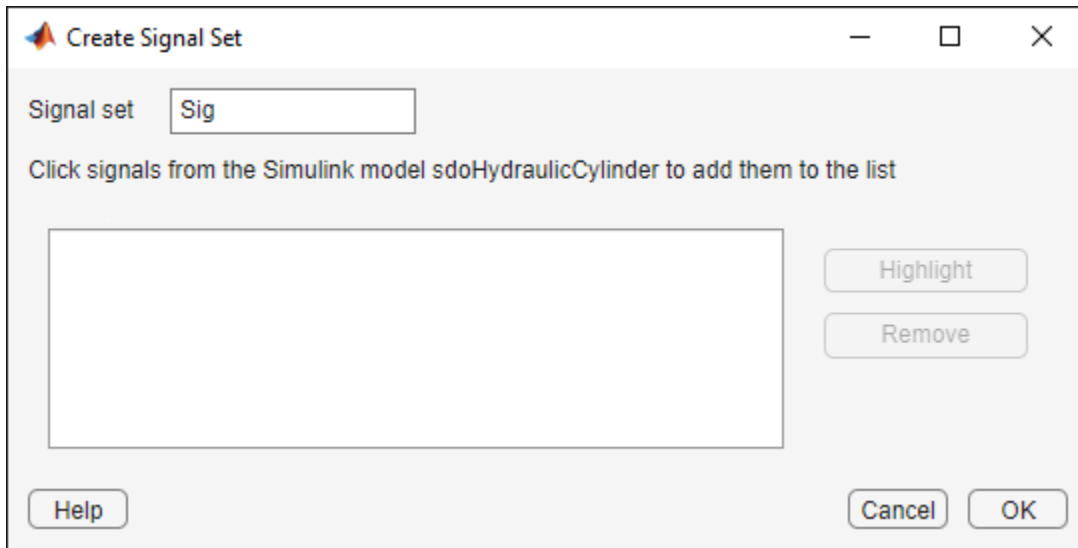 Create Signal Set
Signal set Sig
Click signals from the Simulink model sdoHydraulicCylinder to add them to the list
Highlight
Remove
Help Cancel OK